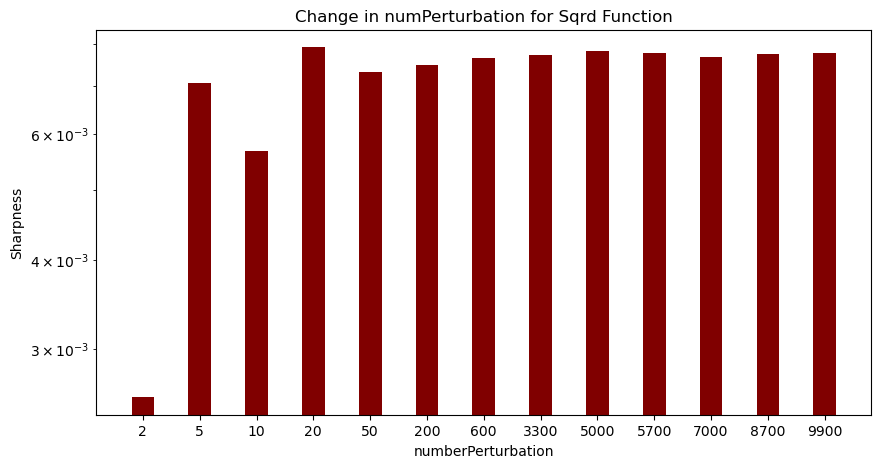 Change in numPerturbation for Sqrd Function
Sharpness
6 × 10⁻³
4 × 10⁻³
3 × 10⁻³
2 5 10 20 50 200 600 3300 5000 5700 7000 8700 9900
numberPerturbation